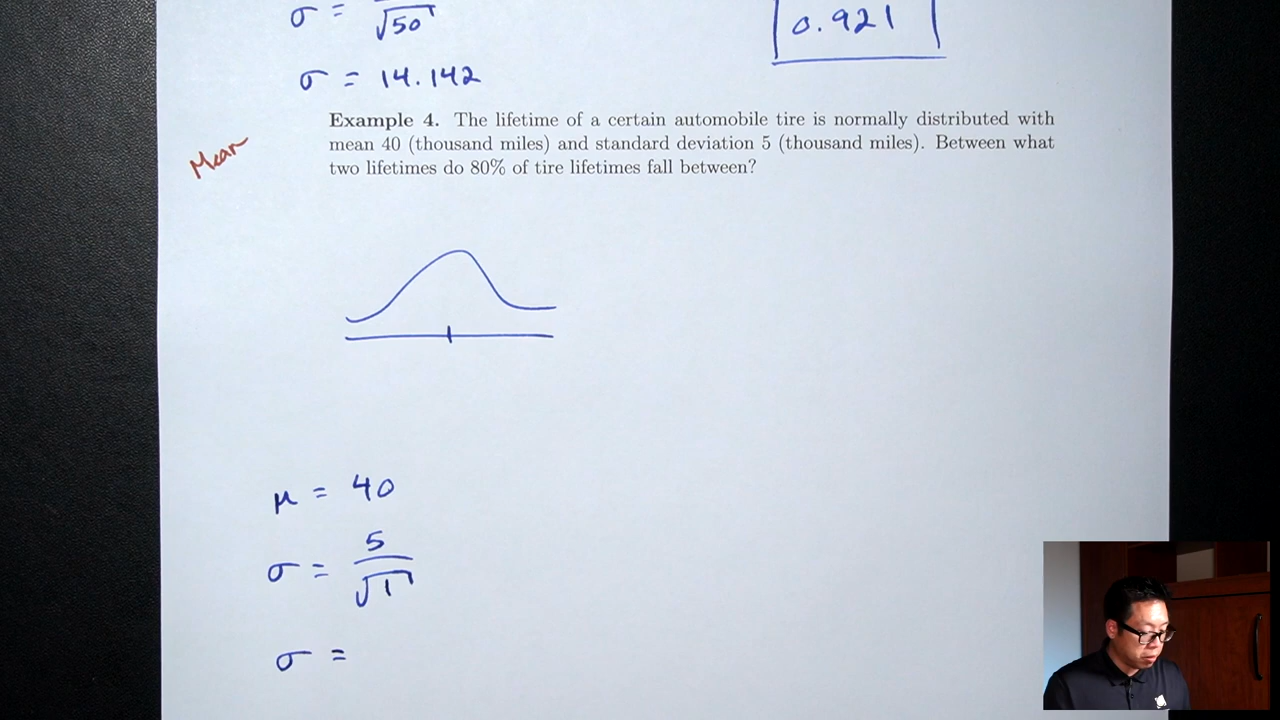 σ = /√50
0.921
σ = 14.142
Mean
Example 4. The lifetime of a certain automobile tire is normally distributed with
mean 40 (thousand miles) and standard deviation 5 (thousand miles). Between what
two lifetimes do 80% of tire lifetimes fall between?
μ = 40
σ = 5/√1
σ =